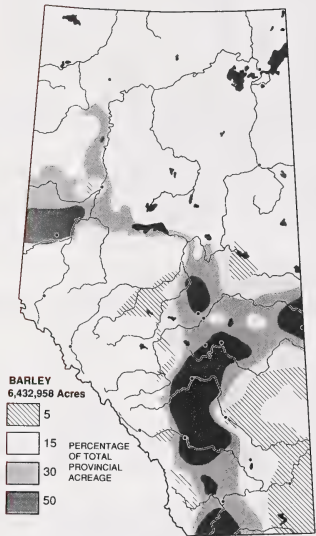 BARLEY
6,432,958 Acres
5
15
30
50
PERCENTAGE
OF TOTAL
PROVINCIAL
ACREAGE